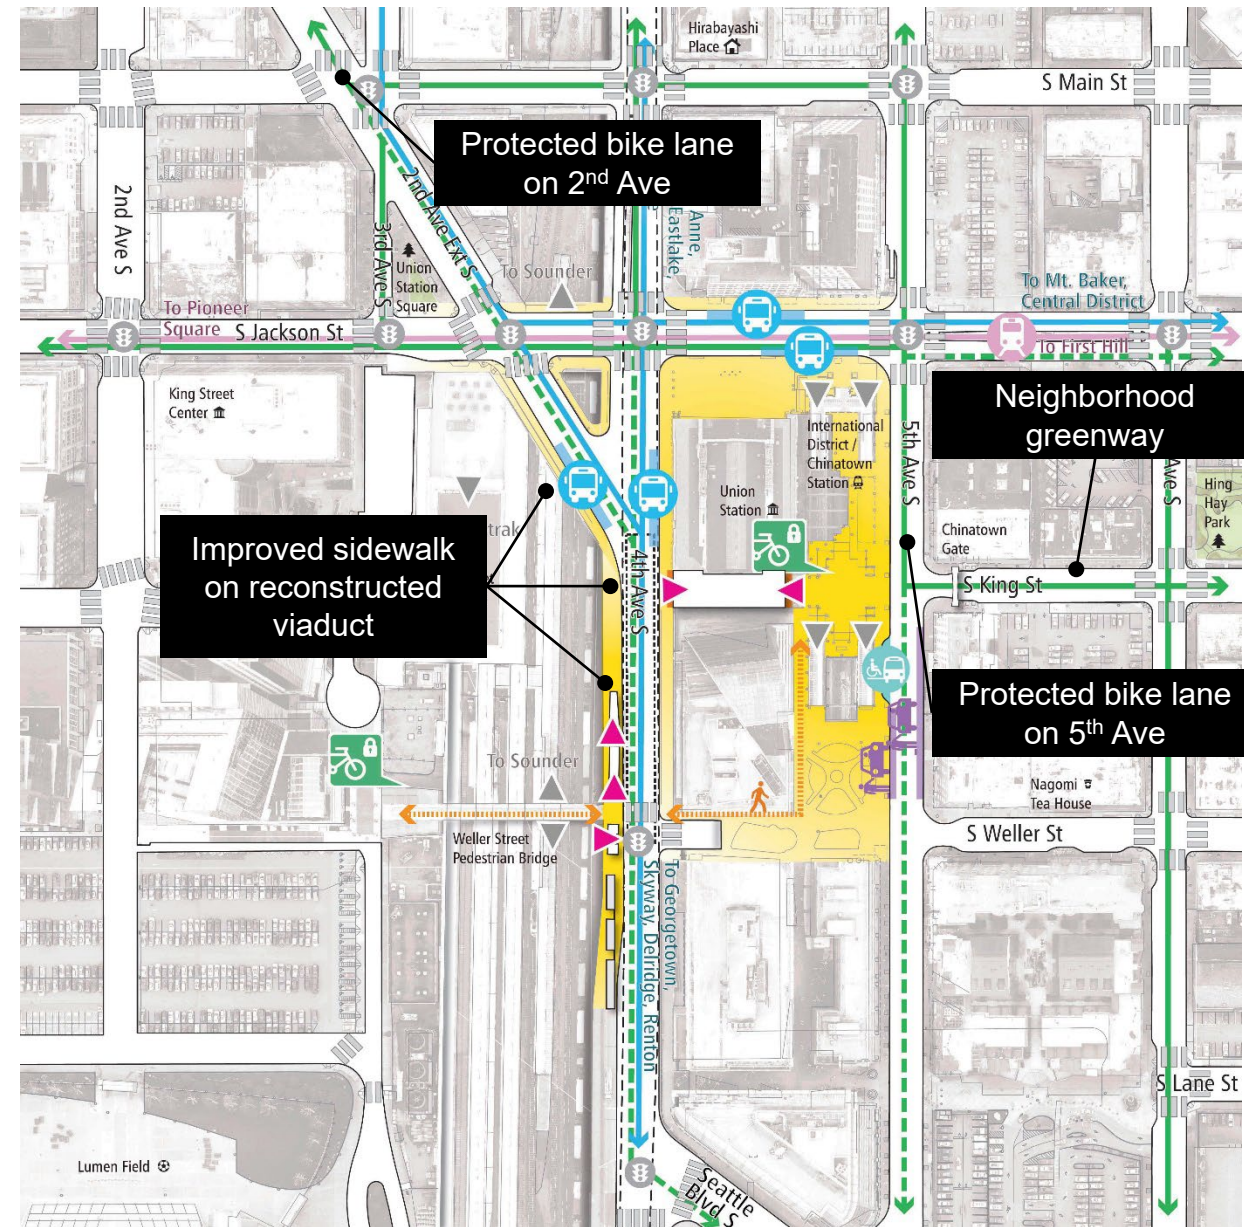 Hirabayashi
Place
S Main St
Protected bike lane
on 2nd Ave
2nd Ave S
3rd Ave S
2nd Ave Ext S
Union
Station
Square
To Sounder
Anne,
Eastlake,
To Mt. Baker,
Central District
To Pioneer
Square
S Jackson St
To First Hill
King Street
Center
International
District /
Chinatown
Station
5th Ave S
Neighborhood
greenway
Ave S
Hing
Hay
Park
Union
Station
Chinatown
Gate
Improved sidewalk
on reconstructed
viaduct
trak
4th Ave S
S King St
Protected bike lane
on 5th Ave
To Sounder
Nagomi
Tea House
Weller Street
Pedestrian Bridge
S Weller St
To Georgetown,
Skyway, Delridge, Renton
S Lane St
Lumen Field
Seattle
Blvd S